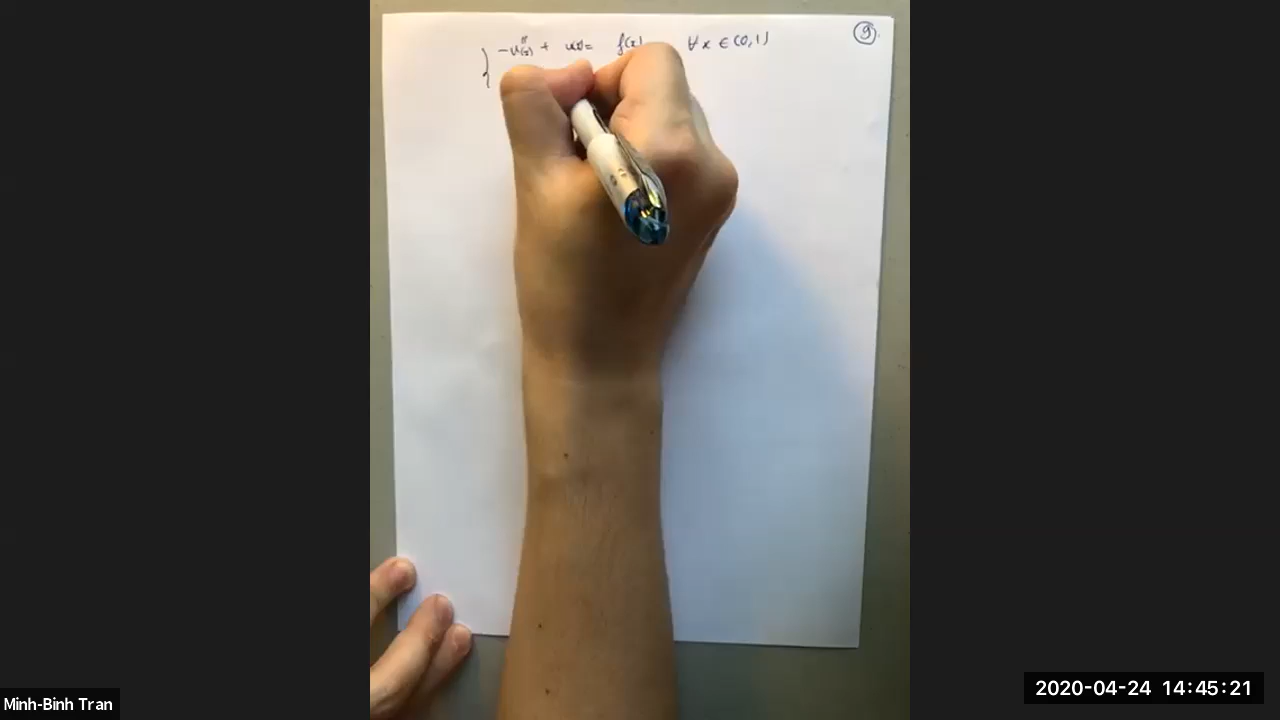 ⑨
{ -u''(x) + u(x) = f(x) ∀ x ∈ (0,1)
Minh-Binh Tran
2020-04-24 14:45:21